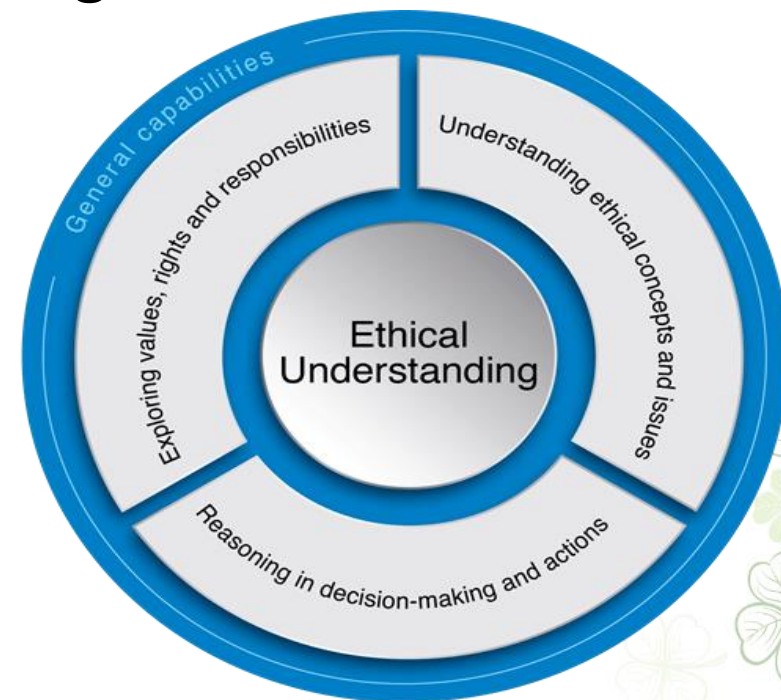 General capabilities
Exploring values, rights and responsibilities
Understanding ethical concepts and issues
Ethical
Understanding
Reasoning in decision-making and actions